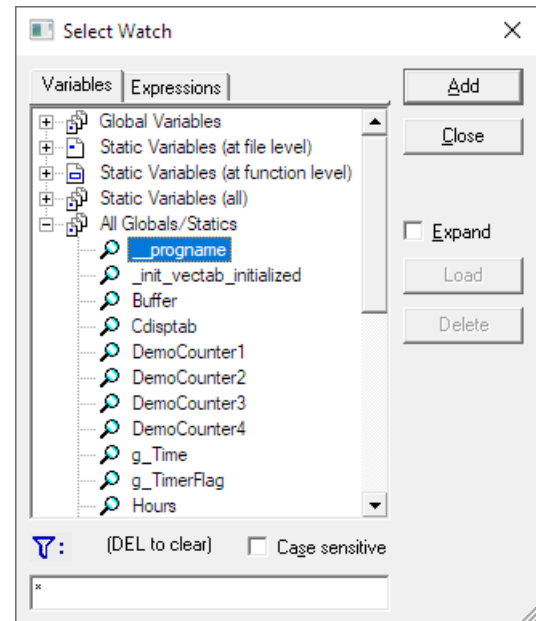 Select Watch
Variables
Expressions
Add
Close
Global Variables
Static Variables (at file level)
Static Variables (at function level)
Static Variables (all)
All Globals/Statics
__progname
_init_vectab_initialized
Buffer
Cdisptab
DemoCounter1
DemoCounter2
DemoCounter3
DemoCounter4
g_Time
g_TimerFlag
Hours
Expand
Load
Delete
: (DEL to clear)
Case sensitive
*